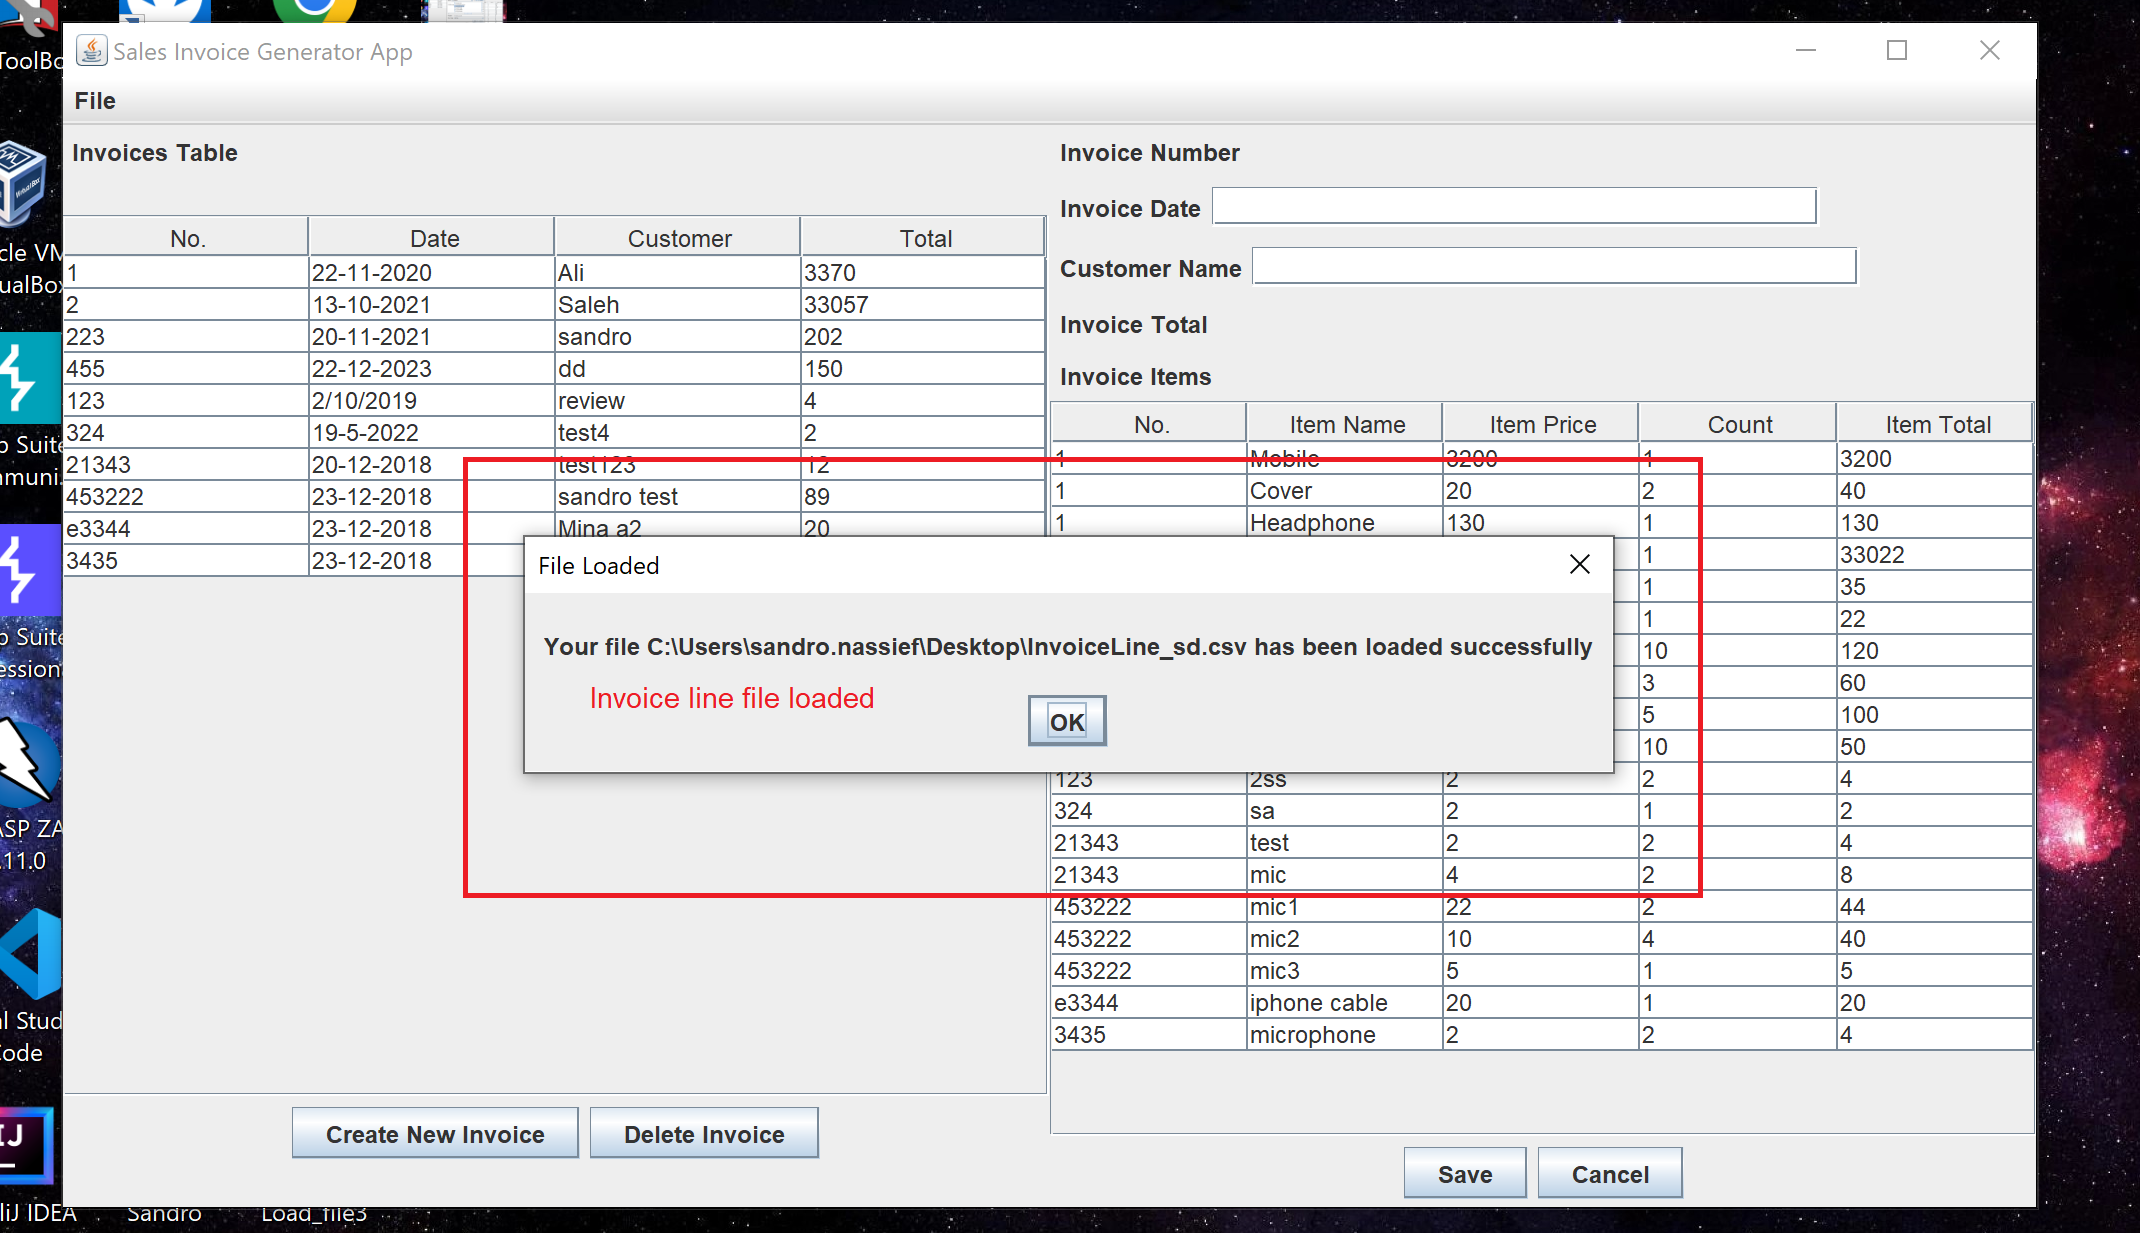 Sales Invoice Generator App
File
Invoices Table
No. Date Customer Total
1 22-11-2020 Ali 3370
2 13-10-2021 Saleh 33057
223 20-11-2021 sandro 202
455 22-12-2023 dd 150
123 2/10/2019 review 4
324 19-5-2022 test4 2
21343 20-12-2018 test123 12
453222 23-12-2018 sandro test 89
e3344 23-12-2018 Mina a2 20
3435 23-12-2018
Create New Invoice
Delete Invoice
Invoice Number
Invoice Date
Customer Name
Invoice Total
Invoice Items
No. Item Name Item Price Count Item Total
1 Mobile 3200 1 3200
1 Cover 20 2 40
1 Headphone 130 1 130
1 33022
1 35
1 22
10 120
3 60
5 100
10 50
123 2ss 2 2 4
324 sa 2 1 2
21343 test 2 2 4
21343 mic 4 2 8
453222 mic1 22 2 44
453222 mic2 10 4 40
453222 mic3 5 1 5
e3344 iphone cable 20 1 20
3435 microphone 2 2 4
Save
Cancel
File Loaded
Your file C:\Users\sandro.nassief\Desktop\InvoiceLine_sd.csv has been loaded successfully
Invoice line file loaded
OK
ToolBo
cle VM
ualBox
p Suite
mmuni.
p Suite
ession
ASP ZA
.11.0
l Stud
Code
IJ
liJ IDEA
Sandro
Load_file3